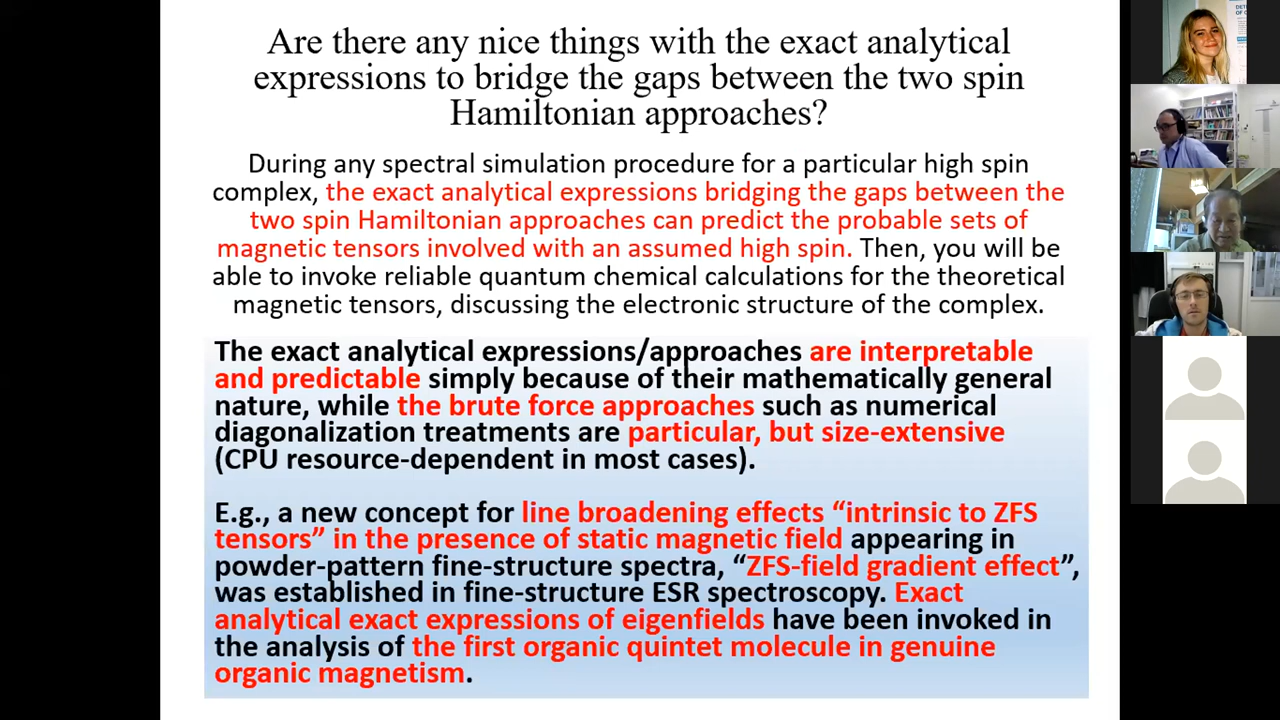 Are there any nice things with the exact analytical
expressions to bridge the gaps between the two spin
Hamiltonian approaches?
During any spectral simulation procedure for a particular high spin
complex, the exact analytical expressions bridging the gaps between the
two spin Hamiltonian approaches can predict the probable sets of
magnetic tensors involved with an assumed high spin. Then, you will be
able to invoke reliable quantum chemical calculations for the theoretical
magnetic tensors, discussing the electronic structure of the complex.
The exact analytical expressions/approaches are interpretable
and predictable simply because of their mathematically general
nature, while the brute force approaches such as numerical
diagonalization treatments are particular, but size-extensive
(CPU resource-dependent in most cases).
E.g., a new concept for line broadening effects “intrinsic to ZFS
tensors” in the presence of static magnetic field appearing in
powder-pattern fine-structure spectra, “ZFS-field gradient effect”,
was established in fine-structure ESR spectroscopy. Exact
analytical exact expressions of eigenfields have been invoked in
the analysis of the first organic quintet molecule in genuine
organic magnetism.